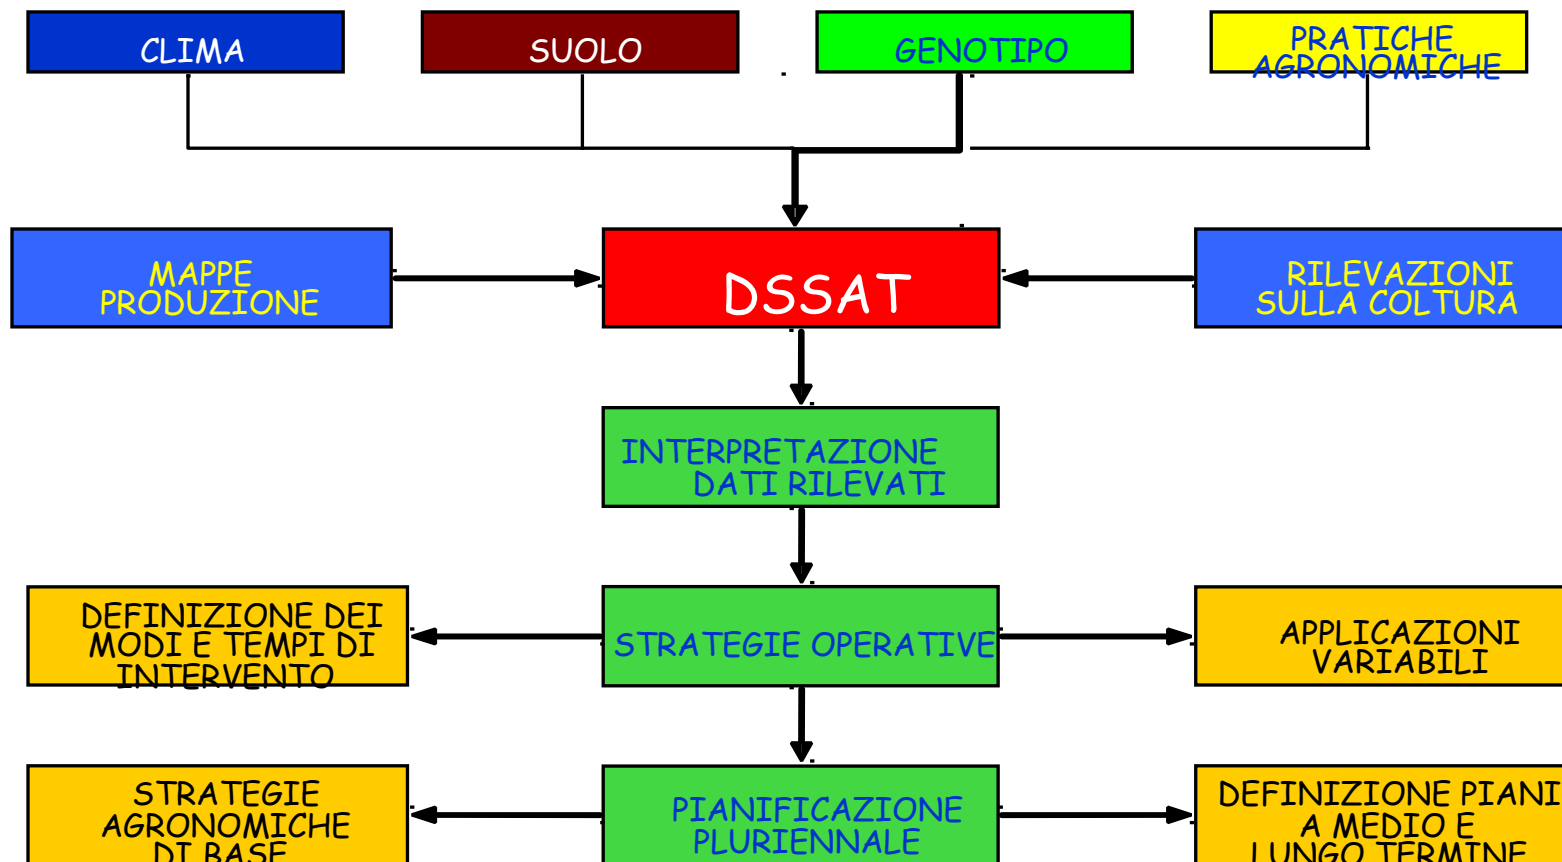 CLIMA
SUOLO
GENOTIPO
PRATICHE
AGRONOMICHE
MAPPE
PRODUZIONE
DSSAT
RILEVAZIONI
SULLA COLTURA
INTERPRETAZIONE
DATI RILEVATI
DEFINIZIONE DEI
MODI E TEMPI DI
INTERVENTO
STRATEGIE OPERATIVE
APPLICAZIONI
VARIABILI
STRATEGIE
AGRONOMICHE
DI BASE
PIANIFICAZIONE
PLURIENNALE
DEFINIZIONE PIANI
A MEDIO E
LUNGO TERMINE